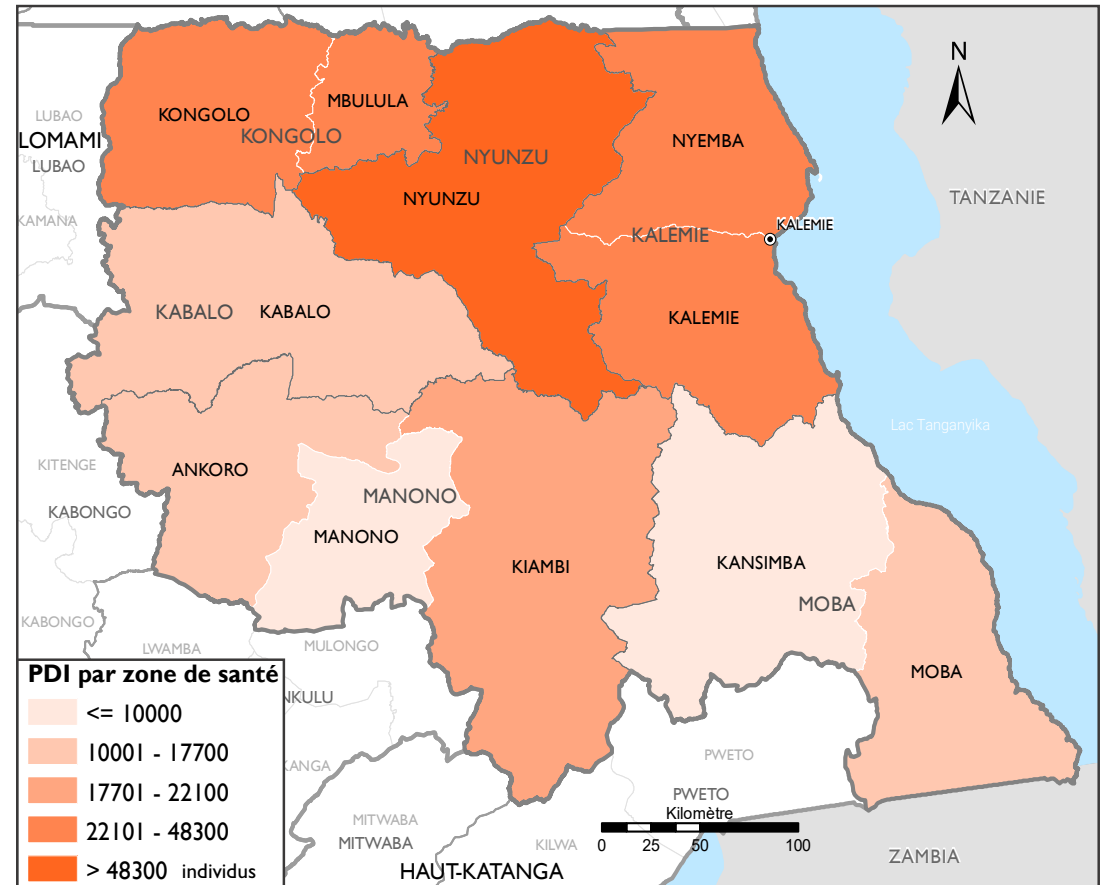 N
KONGOLO
MBULULA
LUBAO
KONGOLO
LOMAMI
NYEMBA
NYUNZU
LUBAO
NYUNZU
TANZANIE
KAMANA
KALEMIE
KALEMIE
KABALO
KABALO
KALEMIE
Lac Tanganyika
KITENGE
ANKORO
MANONO
KABONGO
MANONO
KIAMBI
KANSIMBA
MOBA
KABONGO
LWAMBA
MULONGO
MOBA
PDI par zone de santé
<= 10000
10001 - 17700
17701 - 22100
22101 - 48300
> 48300 individus
NKULU
KANGA
PWETO
PWETO
Kilomètre
0 25 50 100
MITWABA
MITWABA
KILWA
HAUT-KATANGA
ZAMBIA